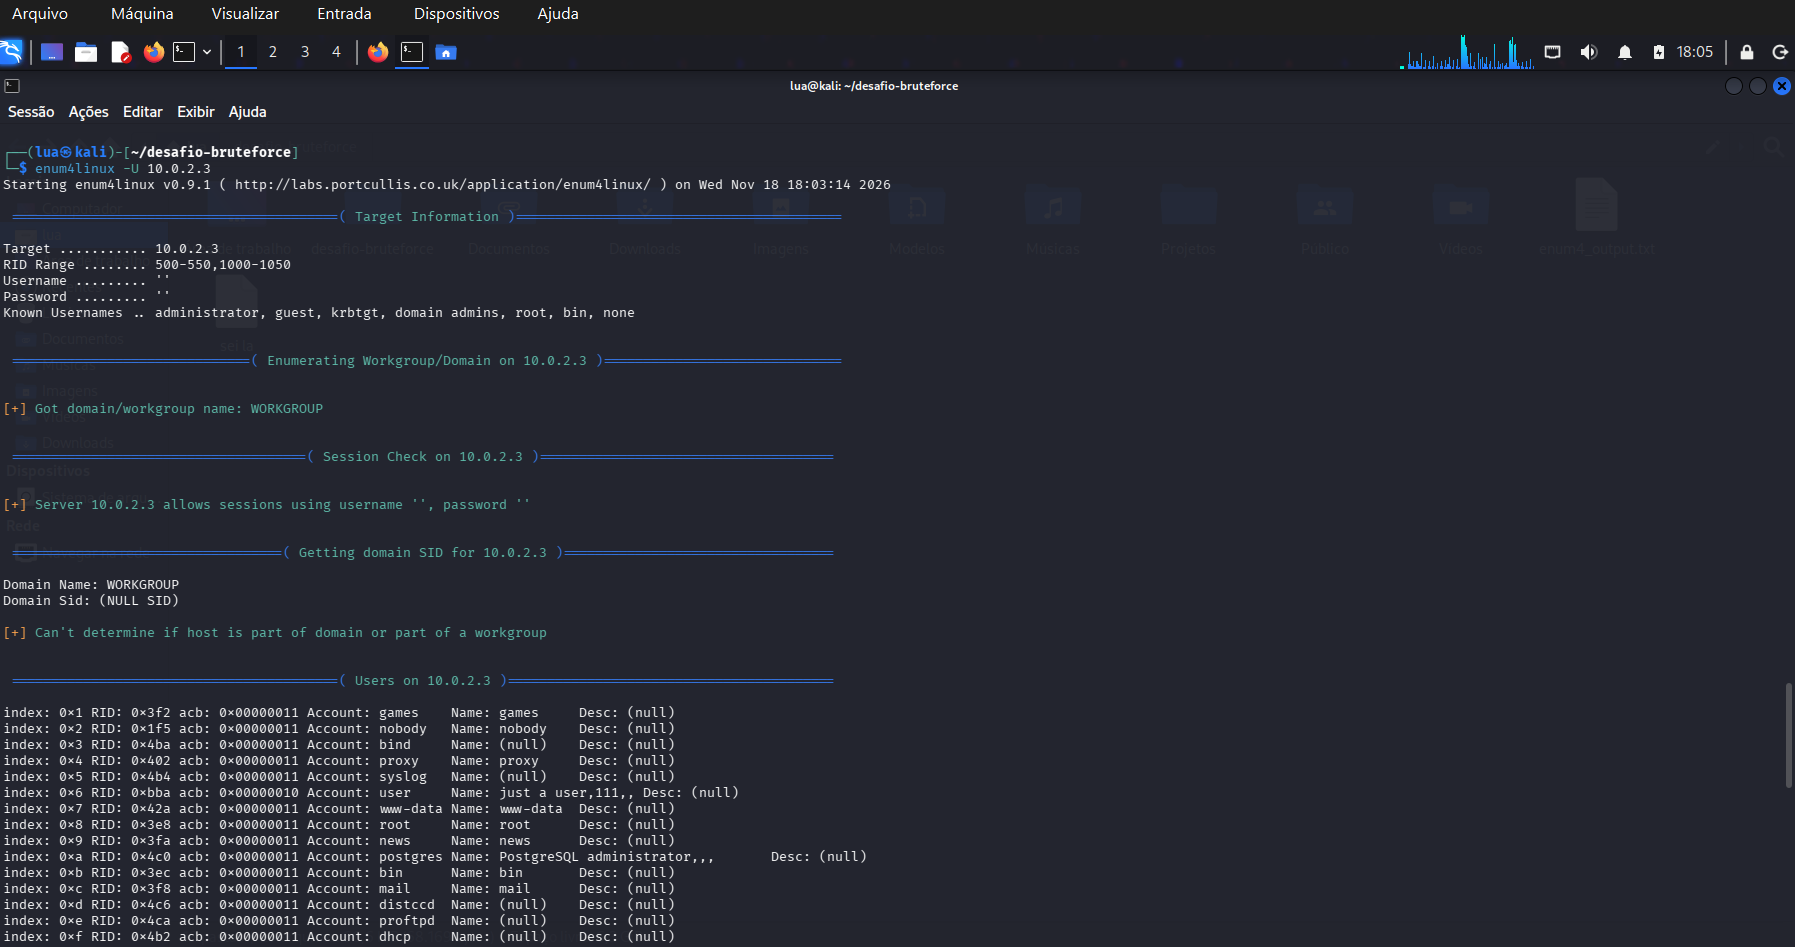 Arquivo Máquina Visualizar Entrada Dispositivos Ajuda
1 2 3 4 18:05
lua@kali: ~/desafio-bruteforce
Sessão Ações Editar Exibir Ajuda
┌──(lua㉿kali)-[~/desafio-bruteforce]
└─$ enum4linux -U 10.0.2.3
Starting enum4linux v0.9.1 ( http://labs.portcullis.co.uk/application/enum4linux/ ) on Wed Nov 18 18:03:14 2026
( Target Information )
Target ........... 10.0.2.3
RID Range ........ 500-550,1000-1050
Username ......... ''
Password ......... ''
Known Usernames .. administrator, guest, krbtgt, domain admins, root, bin, none
( Enumerating Workgroup/Domain on 10.0.2.3 )
[+] Got domain/workgroup name: WORKGROUP
( Session Check on 10.0.2.3 )
[+] Server 10.0.2.3 allows sessions using username '', password ''
( Getting domain SID for 10.0.2.3 )
Domain Name: WORKGROUP
Domain Sid: (NULL SID)
[+] Can't determine if host is part of domain or part of a workgroup
( Users on 10.0.2.3 )
index: 0x1 RID: 0x3f2 acb: 0x00000011 Account: games Name: games Desc: (null)
index: 0x2 RID: 0x1f5 acb: 0x00000011 Account: nobody Name: nobody Desc: (null)
index: 0x3 RID: 0x4ba acb: 0x00000011 Account: bind Name: (null) Desc: (null)
index: 0x4 RID: 0x402 acb: 0x00000011 Account: proxy Name: proxy Desc: (null)
index: 0x5 RID: 0x4b4 acb: 0x00000011 Account: syslog Name: (null) Desc: (null)
index: 0x6 RID: 0xbba acb: 0x00000010 Account: user Name: just a user,111,, Desc: (null)
index: 0x7 RID: 0x42a acb: 0x00000011 Account: www-data Name: www-data Desc: (null)
index: 0x8 RID: 0x3e8 acb: 0x00000011 Account: root Name: root Desc: (null)
index: 0x9 RID: 0x3fa acb: 0x00000011 Account: news Name: news Desc: (null)
index: 0xa RID: 0x4c0 acb: 0x00000011 Account: postgres Name: PostgreSQL administrator,,, Desc: (null)
index: 0xb RID: 0x3ec acb: 0x00000011 Account: bin Name: bin Desc: (null)
index: 0xc RID: 0x3f8 acb: 0x00000011 Account: mail Name: mail Desc: (null)
index: 0xd RID: 0x4c6 acb: 0x00000011 Account: distccd Name: (null) Desc: (null)
index: 0xe RID: 0x4ca acb: 0x00000011 Account: proftpd Name: (null) Desc: (null)
index: 0xf RID: 0x4b2 acb: 0x00000011 Account: dhcp Name: (null) Desc: (null)